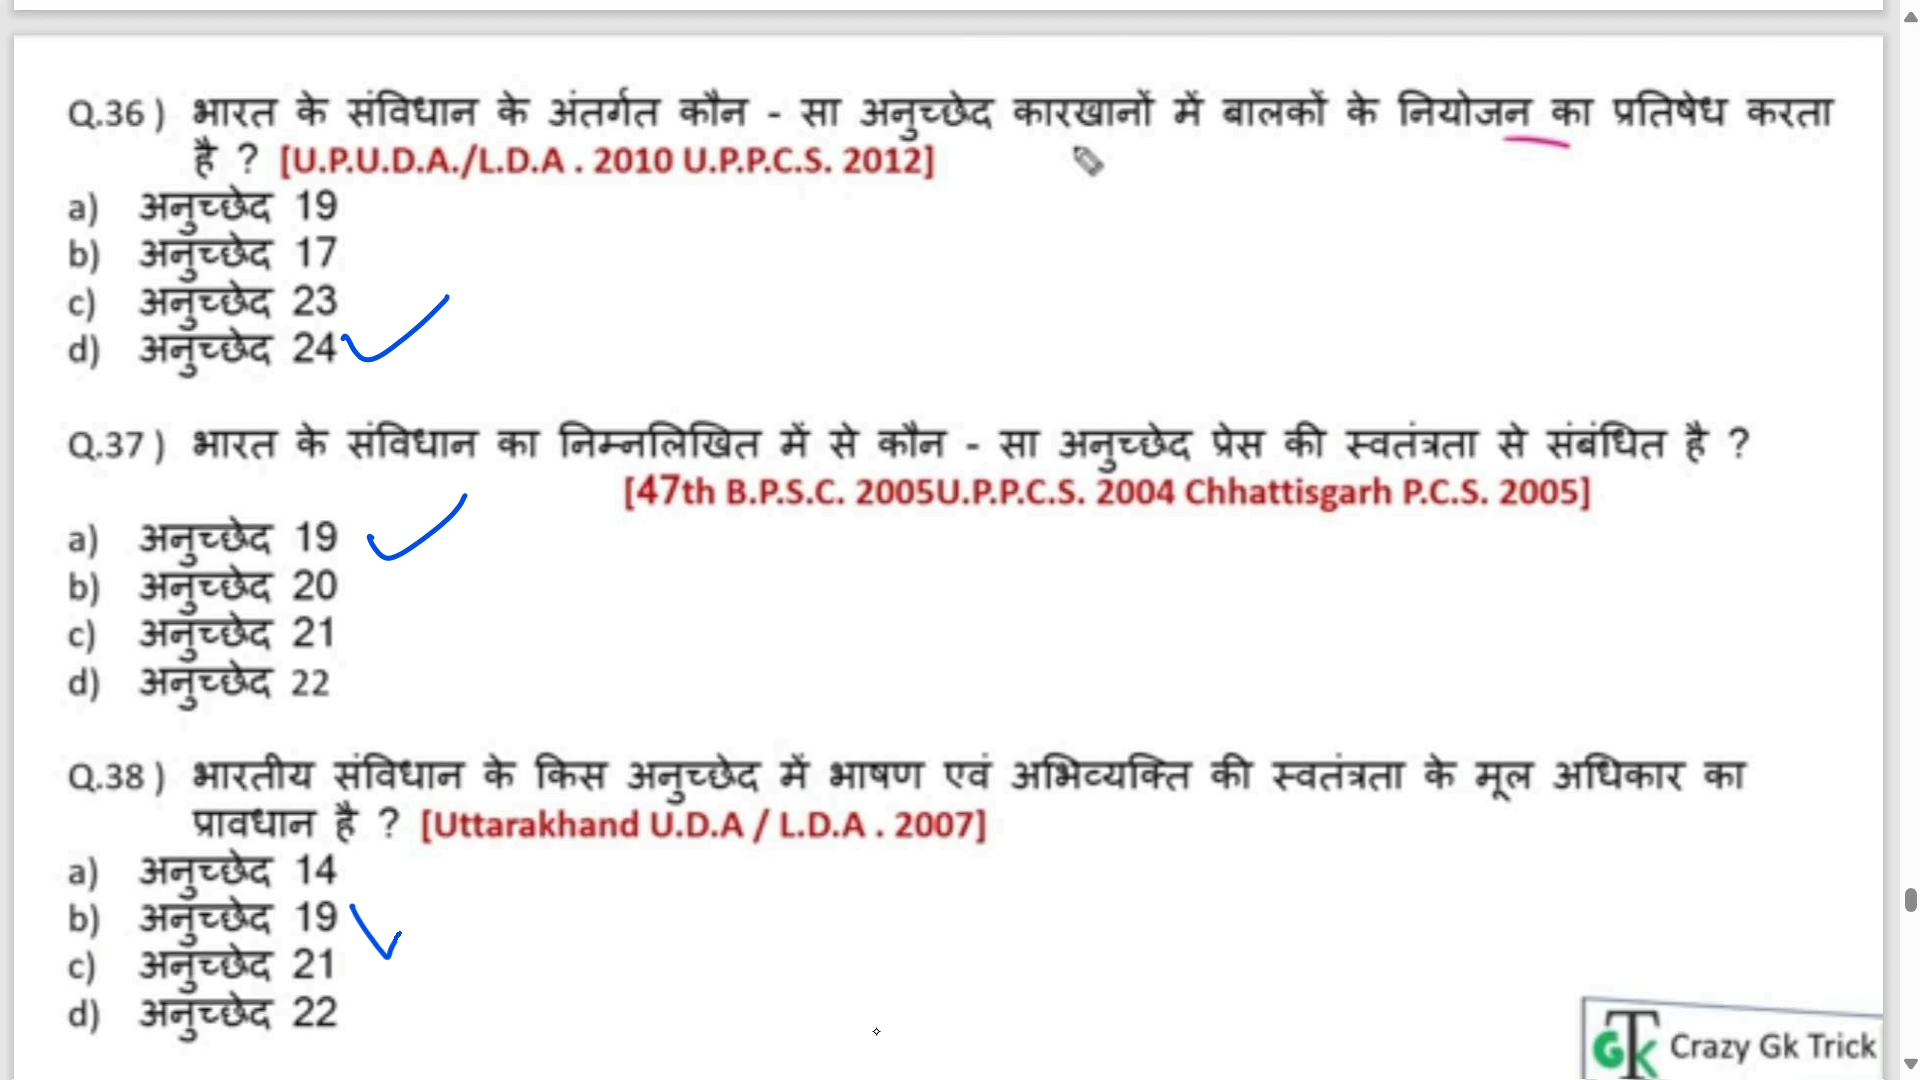 Q.36 ) भारत के संविधान के अंतर्गत कौन - सा अनुच्छेद कारखानों में बालकों के नियोजन का प्रतिषेध करता
है ? [U.P.U.D.A./L.D.A . 2010 U.P.P.C.S. 2012]
a) अनुच्छेद 19
b) अनुच्छेद 17
c) अनुच्छेद 23
d) अनुच्छेद 24
Q.37 ) भारत के संविधान का निम्नलिखित में से कौन - सा अनुच्छेद प्रेस की स्वतंत्रता से संबंधित है ?
[47th B.P.S.C. 2005U.P.P.C.S. 2004 Chhattisgarh P.C.S. 2005]
a) अनुच्छेद 19
b) अनुच्छेद 20
c) अनुच्छेद 21
d) अनुच्छेद 22
Q.38 ) भारतीय संविधान के किस अनुच्छेद में भाषण एवं अभिव्यक्ति की स्वतंत्रता के मूल अधिकार का
प्रावधान है ? [Uttarakhand U.D.A / L.D.A . 2007]
a) अनुच्छेद 14
b) अनुच्छेद 19
c) अनुच्छेद 21
d) अनुच्छेद 22
GTK Crazy Gk Trick